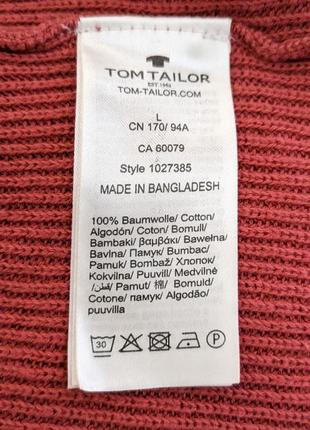 TOM TAILOR
EST. 1962
TOM-TAILOR.COM
L
CN 170/ 94A
CA 60079
Style 1027385
MADE IN BANGLADESH
100% Baumwolle/ Cotton/
Algodón/ Coton/ Bomull/
Bambaki/ βαμβάκι/ Bawełna/
Bavlna/ Памук/ Bumbac/
Pamuk/ Bombaž/ Хлопок/
Kokvilna/ Puuvill/ Medvilnė
/قطن/ Pamut/ 棉/ Bomuld/
Cotone/ памук/ Algodão/
puuvilla
30 P